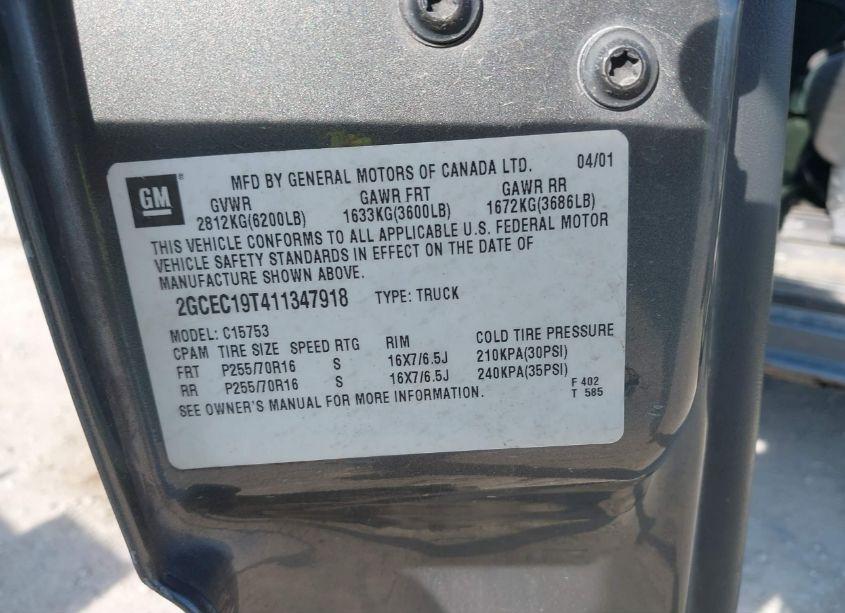 GM ®
MFD BY GENERAL MOTORS OF CANADA LTD. 04/01
GVWR GAWR FRT GAWR RR
2812KG(6200LB) 1633KG(3600LB) 1672KG(3686LB)
THIS VEHICLE CONFORMS TO ALL APPLICABLE U.S. FEDERAL MOTOR
VEHICLE SAFETY STANDARDS IN EFFECT ON THE DATE OF
MANUFACTURE SHOWN ABOVE.
2GCEC19T411347918 TYPE: TRUCK
MODEL: C15753
CPAM TIRE SIZE SPEED RTG RIM COLD TIRE PRESSURE
FRT P255/70R16 S 16X7/6.5J 210KPA(30PSI)
RR P255/70R16 S 16X7/6.5J 240KPA(35PSI)
SEE OWNER'S MANUAL FOR MORE INFORMATION.
F 402
T 585